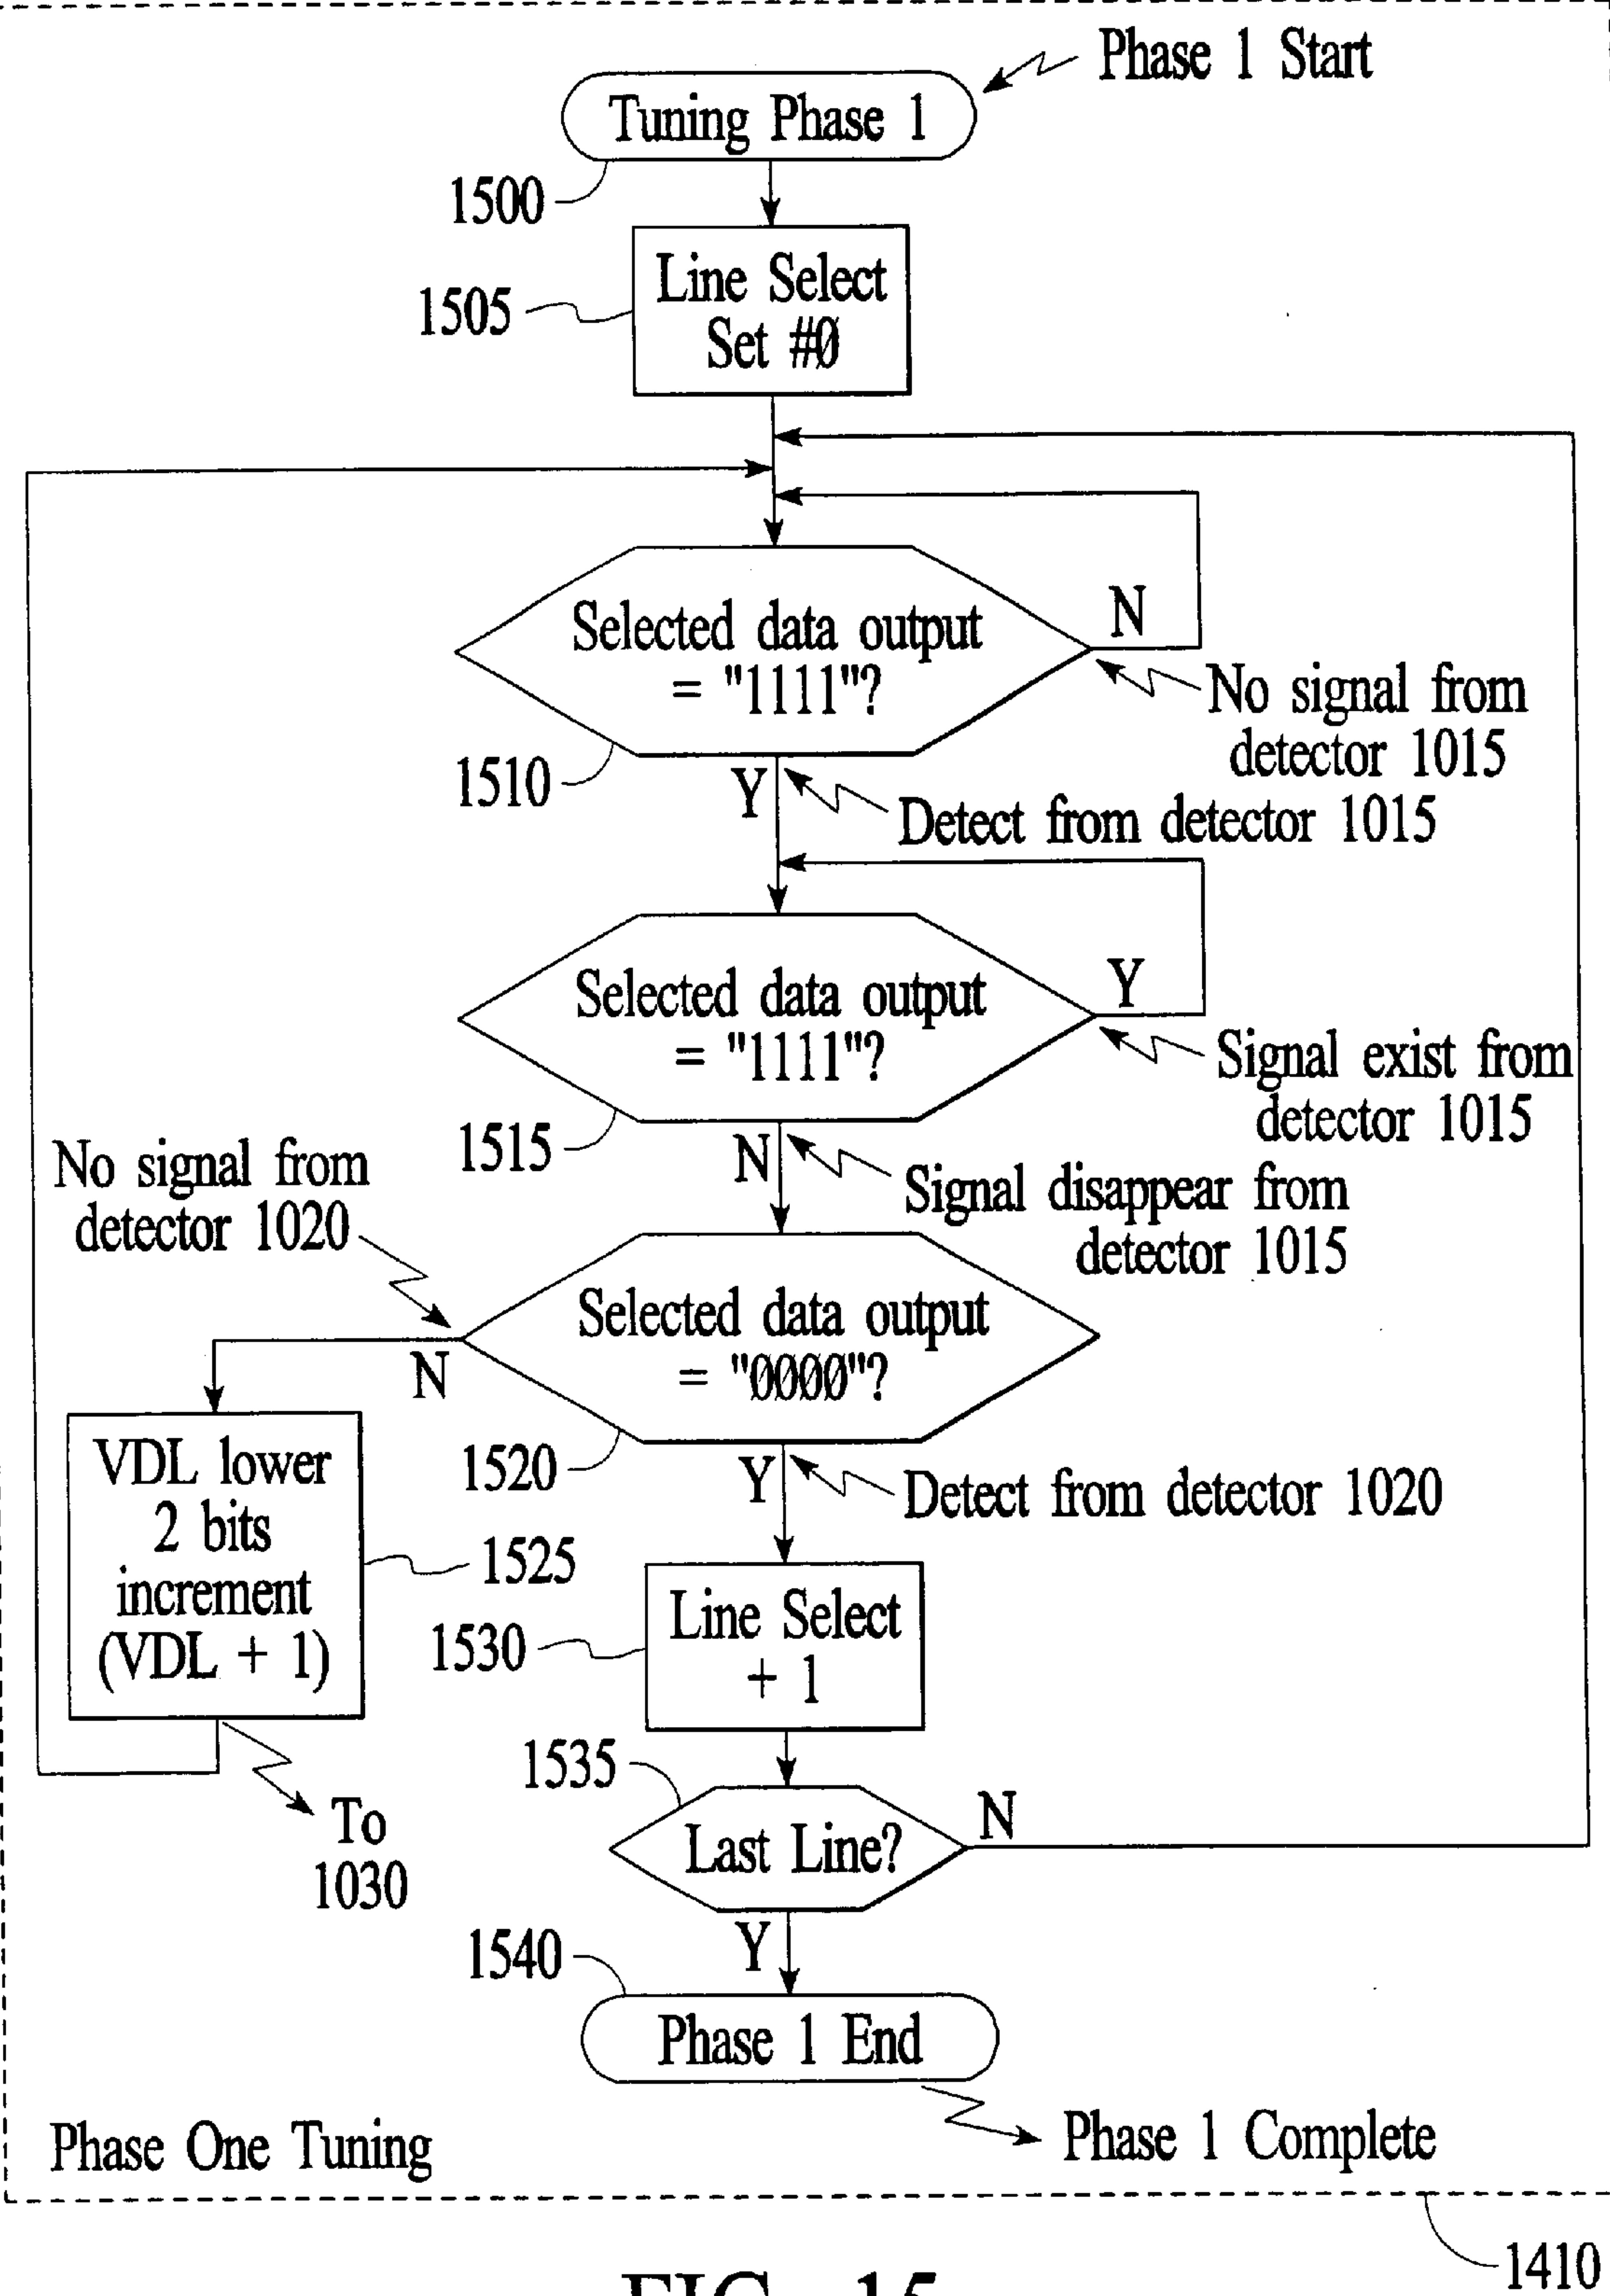 Phase 1 Start
Tuning Phase 1
1500
Line Select
Set #0
1505
Selected data output
= "1111"?
N
No signal from
detector 1015
1510
Y
Detect from detector 1015
Selected data output
= "1111"?
Y
Signal exist from
detector 1015
1515
N
Signal disappear from
detector 1015
No signal from
detector 1020
Selected data output
= "0000"?
N
1520
Y
Detect from detector 1020
VDL lower
2 bits
increment
(VDL + 1)
1525
Line Select
+ 1
1530
To
1030
1535
Last Line?
N
Y
1540
Phase 1 End
Phase 1 Complete
Phase One Tuning
1410
FIG. 15